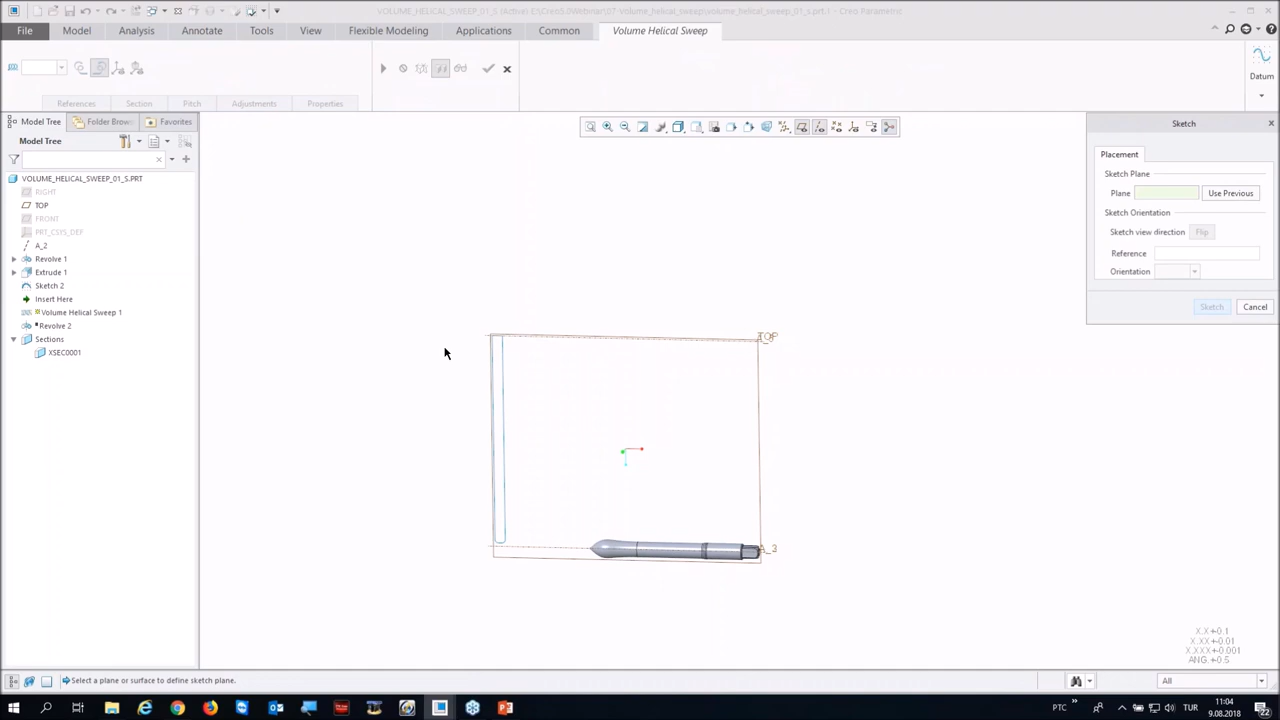 VOLUME_HELICAL_SWEEP_01_S (Active) E:\Creo5.0\Webinar\07-Volume_helical_sweep\volume_helical_sweep_01_s.prt.1 - Creo Parametric
File Model Analysis Annotate Tools View Flexible Modeling Applications Common Volume Helical Sweep
Datum
References Section Pitch Adjustments Properties
Model Tree Folder Brow Favorites
Model Tree
VOLUME_HELICAL_SWEEP_01_S.PRT
RIGHT
TOP
FRONT
PRT_CSYS_DEF
A_2
Revolve 1
Extrude 1
Sketch 2
Insert Here
Volume Helical Sweep 1
Revolve 2
Sections
XSEC0001
TOP
Sketch
Placement
Sketch Plane
Plane Use Previous
Sketch Orientation
Sketch view direction Flip
Reference
Orientation
Sketch Cancel
X.X +-0.1
X.XX +-0.01
X.XXX +-0.001
ANG. +-0.5
Select a plane or surface to define sketch plane.
All
PTC TUR 11:04
9.08.2018 22